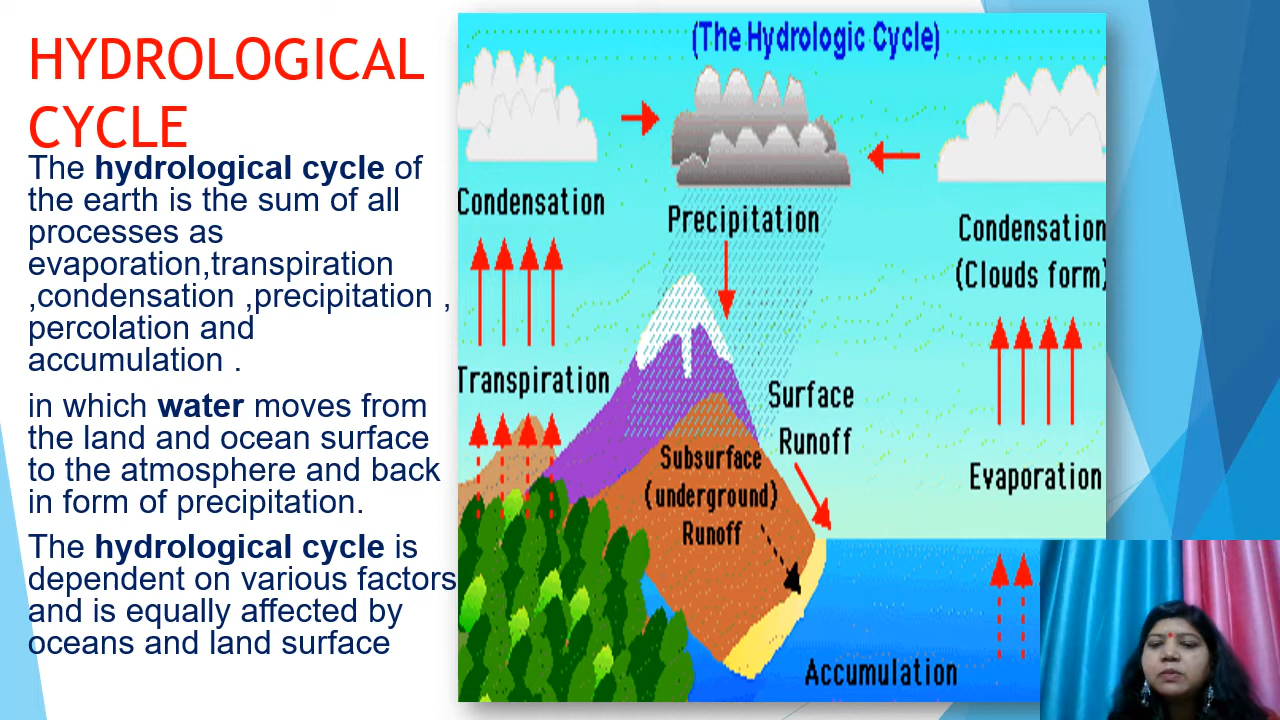 HYDROLOGICAL
CYCLE
The hydrological cycle of
the earth is the sum of all
processes as
evaporation,transpiration
,condensation ,precipitation ,
percolation and
accumulation .
in which water moves from
the land and ocean surface
to the atmosphere and back
in form of precipitation.
The hydrological cycle is
dependent on various factors
and is equally affected by
oceans and land surface
(The Hydrologic Cycle)
Condensation
Precipitation
Condensation
(Clouds form)
Transpiration
Surface
Runoff
Subsurface
(underground)
Runoff
Evaporation
Accumulation